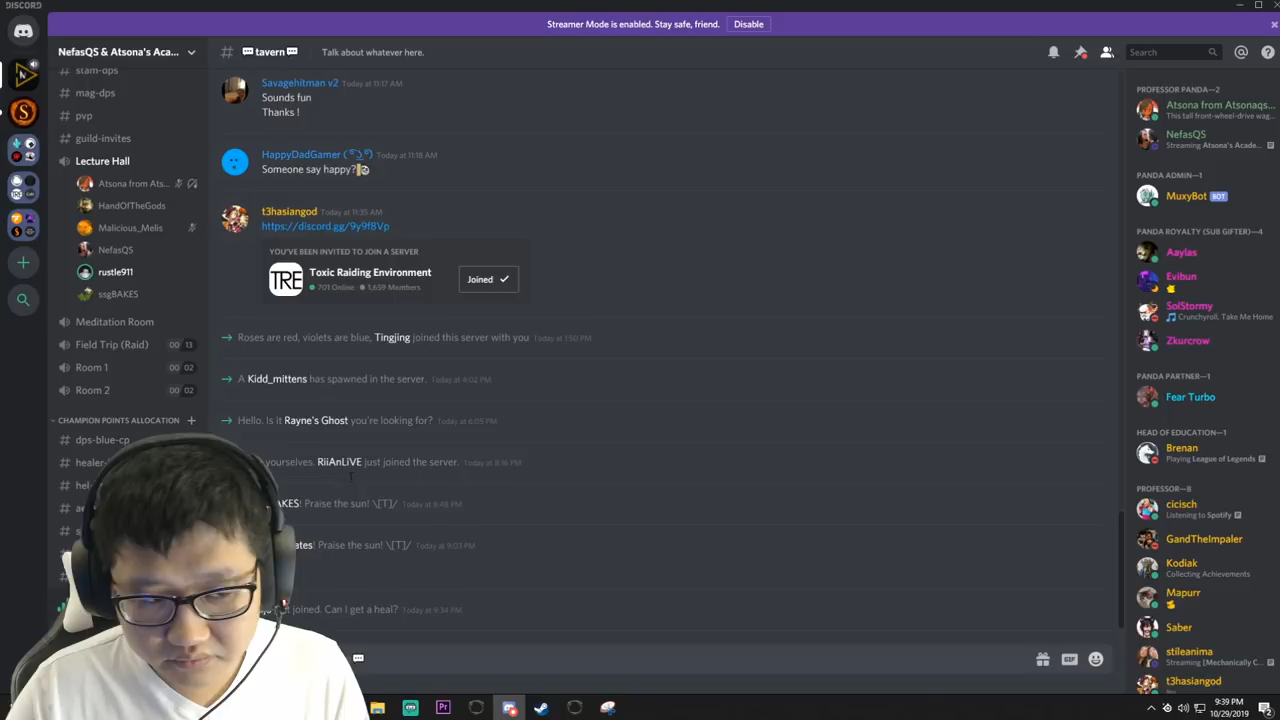 DISCORD
Streamer Mode is enabled. Stay safe, friend.
Disable
NefasQS & Atsona's Aca...
tavern
Talk about whatever here.
Search
stam-ops
mag-dps
pvp
guild-invites
Lecture Hall
Atsona from Ats...
HandOfTheGods
Malicious_Melis
NefasQS
rustle911
ssgBAKES
Meditation Room
Field Trip (Raid) 00 13
Room 1 00 02
Room 2 00 02
CHAMPION POINTS ALLOCATION
dps-blue-cp
healer-
hel-
Savagehitman v2 Today at 11:17 AM
Sounds fun
Thanks !
HappyDadGamer ( ͡° ͜ʖ ͡°) Today at 11:18 AM
Someone say happy?
t3hasiangod Today at 11:35 AM
https://discord.gg/9y9f8Vp
YOU'VE BEEN INVITED TO JOIN A SERVER
TRE
Toxic Raiding Environment
701 Online 1,659 Members
Joined
Roses are red, violets are blue, Tingjing joined this server with you Today at 1:50 PM
A Kidd_mittens has spawned in the server. Today at 4:02 PM
Hello. Is it Rayne's Ghost you're looking for? Today at 6:05 PM
yourselves. RiiAnLiVE just joined the server. Today at 8:16 PM
AKES! Praise the sun! \[T]/ Today at 8:48 PM
ates! Praise the sun! \[T]/ Today at 9:03 PM
joined. Can I get a heal? Today at 9:34 PM
GIF
PROFESSOR PANDA—2
Atsona from Atsonaqs...
This tall front-wheel-drive wag...
NefasQS
Streaming Atsona's Acade...
PANDA ADMIN—1
MuxyBot BOT
PANDA ROYALTY (SUB GIFTER)—4
Aaylas
Evibun
SolStormy
Crunchyroll, Take Me Home
Zkurcrow
PANDA PARTNER—1
Fear Turbo
HEAD OF EDUCATION—1
Brenan
Playing League of Legends
PROFESSOR—8
cicisch
Listening to Spotify
GandTheImpaler
Kodiak
Collecting Achievements
Mapurr
Saber
stileanima
Streaming [Mechanically C...
t3hasiangod
Pr
9:39 PM
10/29/2019
2